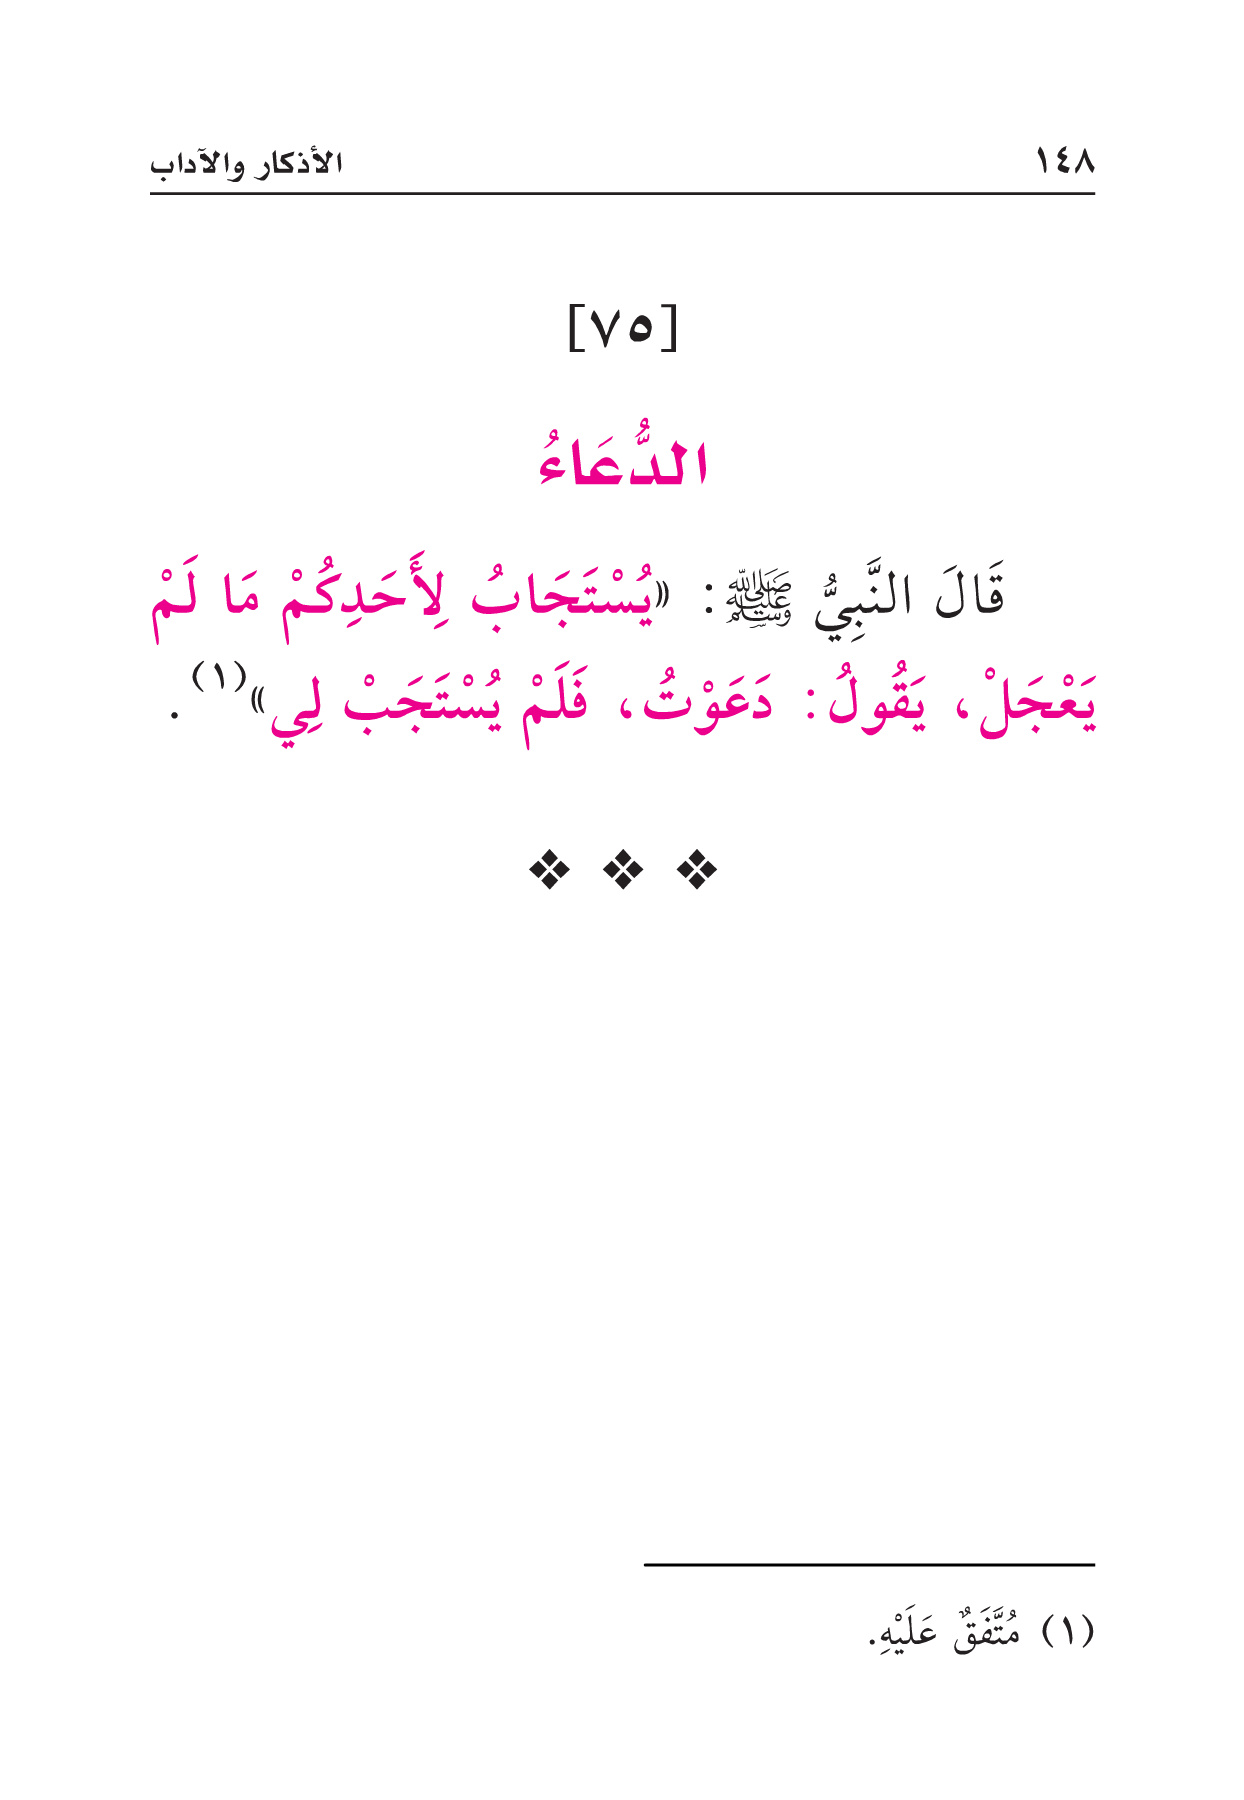 ١٤٨ الأذكار والآداب
[٧٥]
الدُّعَاءُ
قَالَ النَّبِيُّ ﷺ: «يُسْتَجَابُ لِأَحَدِكُمْ مَا لَمْ
يَعْجَلْ، يَقُولُ: دَعَوْتُ، فَلَمْ يُسْتَجَبْ لِي»(١).
(١) مُتَّفَقٌ عَلَيْهِ.